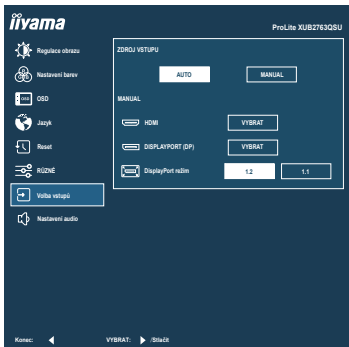 iiyama
ProLite XUB2763QSU
Regulace obrazu
Nastavení barev
OSD
OSD
Jazyk
Reset
RŮZNÉ
Volba vstupů
Nastavení audio
ZDROJ VSTUPU
AUTO MANUAL
MANUAL
HDMI VYBRAT
DISPLAYPORT (DP) VYBRAT
DisplayPort režim 1.2 1.1
Konec: VYBRAT: /Stlačit